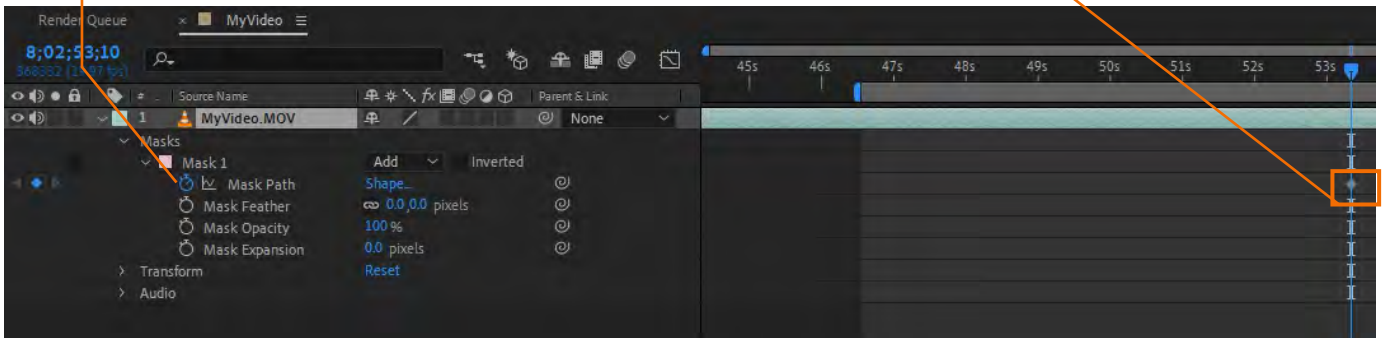 Render Queue × MyVideo ≡
8;02;53;10
45s 46s 47s 48s 49s 50s 51s 52s 53s
# Source Name fx Parent & Link
1 MyVideo.MOV None
Masks
Mask 1 Add Inverted
Mask Path Shape...
Mask Feather 0.0,0.0 pixels
Mask Opacity 100 %
Mask Expansion 0.0 pixels
Transform Reset
Audio